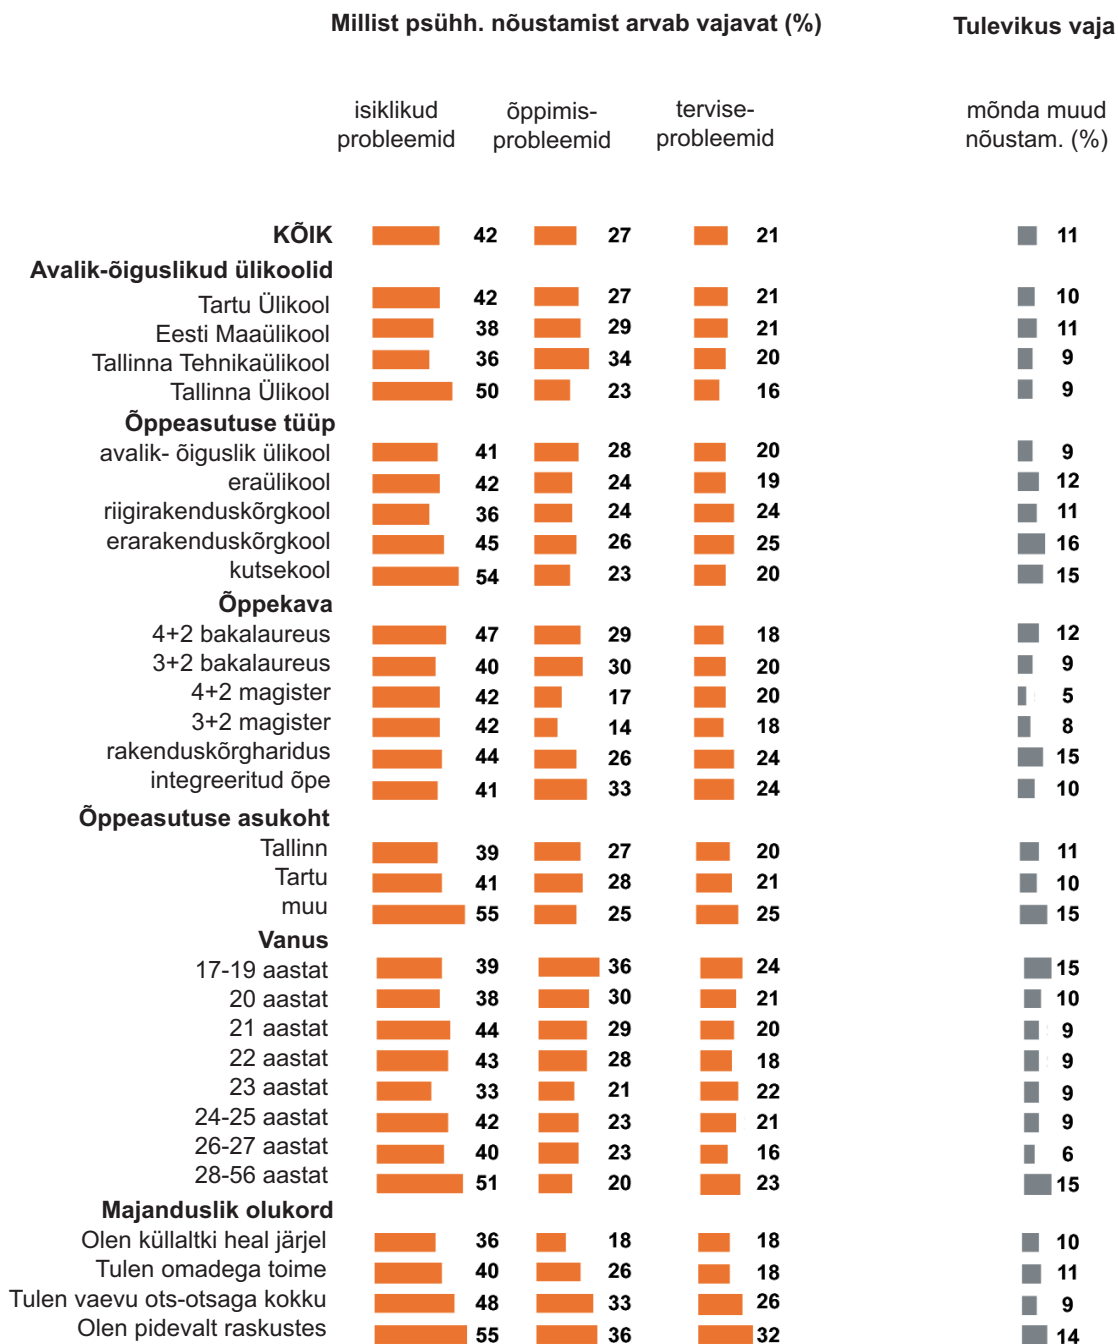 Millist psühh. nõustamist arvab vajavat (%) Tulevikus vaja
isiklikud probleemid õppimis-probleemid tervise-probleemid mõnda muud nõustam. (%)
KÕIK 42 27 21 11
Avalik-õiguslikud ülikoolid
Tartu Ülikool 42 27 21 10
Eesti Maaülikool 38 29 21 11
Tallinna Tehnikaülikool 36 34 20 9
Tallinna Ülikool 50 23 16 9
Õppeasutuse tüüp
avalik- õiguslik ülikool 41 28 20 9
eraülikool 42 24 19 12
riigirakenduskõrgkool 36 24 24 11
erarakenduskõrgkool 45 26 25 16
kutsekool 54 23 20 15
Õppekava
4+2 bakalaureus 47 29 18 12
3+2 bakalaureus 40 30 20 9
4+2 magister 42 17 20 5
3+2 magister 42 14 18 8
rakenduskõrgharidus 44 26 24 15
integreeritud õpe 41 33 24 10
Õppeasutuse asukoht
Tallinn 39 27 20 11
Tartu 41 28 21 10
muu 55 25 25 15
Vanus
17-19 aastat 39 36 24 15
20 aastat 38 30 21 10
21 aastat 44 29 20 9
22 aastat 43 28 18 9
23 aastat 33 21 22 9
24-25 aastat 42 23 21 9
26-27 aastat 40 23 16 6
28-56 aastat 51 20 23 15
Majanduslik olukord
Olen küllaltki heal järjel 36 18 18 10
Tulen omadega toime 40 26 18 11
Tulen vaevu ots-otsaga kokku 48 33 26 9
Olen pidevalt raskustes 55 36 32 14